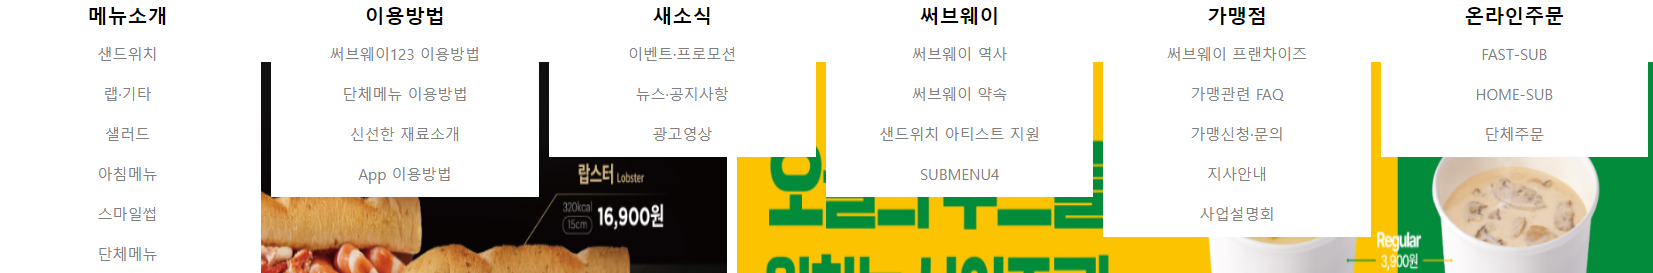 메뉴소개
샌드위치
랩·기타
샐러드
아침메뉴
스마일썹
단체메뉴
이용방법
써브웨이123 이용방법
단체메뉴 이용방법
신선한 재료소개
App 이용방법
새소식
이벤트·프로모션
뉴스·공지사항
광고영상
써브웨이
써브웨이 역사
써브웨이 약속
샌드위치 아티스트 지원
SUBMENU4
가맹점
써브웨이 프랜차이즈
가맹관련 FAQ
가맹신청·문의
지사안내
사업설명회
온라인주문
FAST-SUB
HOME-SUB
단체주문
랍스터 Lobster
320kcal
15cm
16,900원
Regular
3,900원